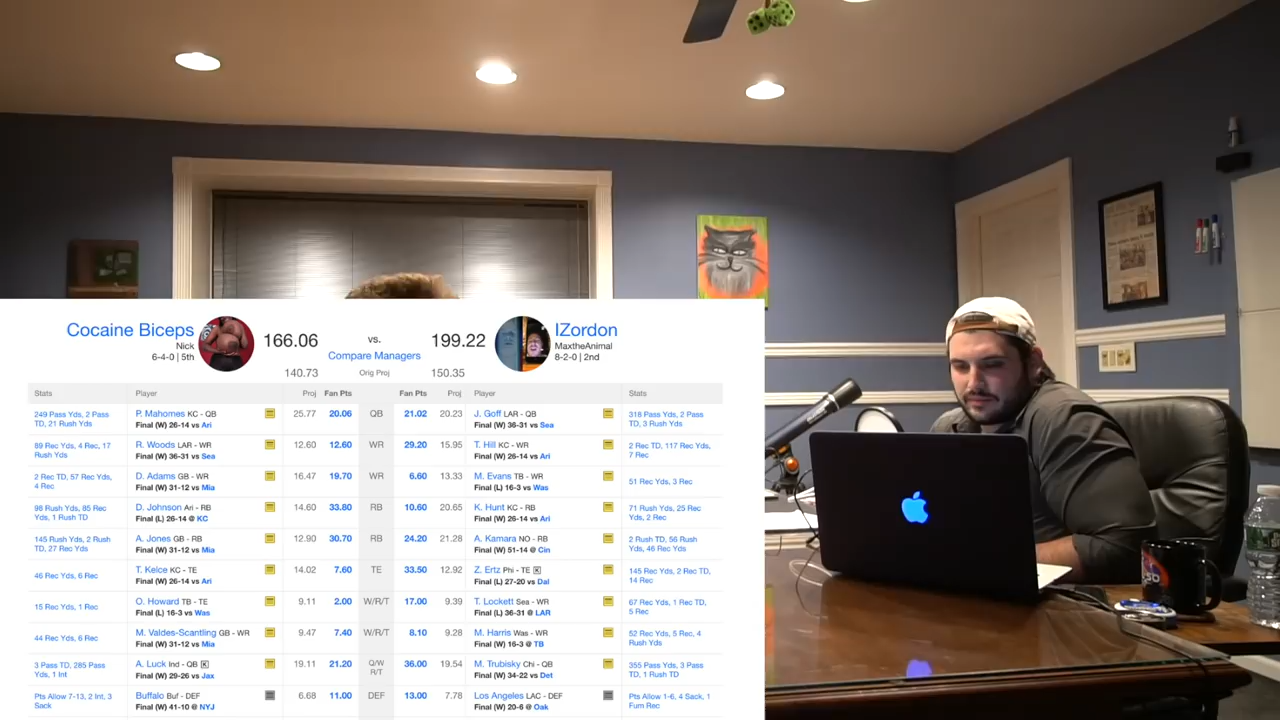 Cocaine Biceps
Nick
6-4-0 | 5th
166.06
140.73
vs.
Compare Managers
Orig Proj
199.22
150.35
IZordon
MaxtheAnimal
8-2-0 | 2nd
Stats Player Proj Fan Pts Fan Pts Proj Player Stats
249 Pass Yds, 2 Pass TD, 21 Rush Yds
P. Mahomes KC - QB
Final (W) 26-14 vs Ari
25.77 20.06 QB 21.02 20.23
J. Goff LAR - QB
Final (W) 36-31 vs Sea
318 Pass Yds, 2 Pass TD, 3 Rush Yds
89 Rec Yds, 4 Rec, 17 Rush Yds
R. Woods LAR - WR
Final (W) 36-31 vs Sea
12.60 12.60 WR 29.20 15.95
T. Hill KC - WR
Final (W) 26-14 vs Ari
2 Rec TD, 117 Rec Yds, 7 Rec
2 Rec TD, 57 Rec Yds, 4 Rec
D. Adams GB - WR
Final (W) 31-12 vs Mia
16.47 19.70 WR 6.60 13.33
M. Evans TB - WR
Final (L) 16-3 vs Was
51 Rec Yds, 3 Rec
98 Rush Yds, 85 Rec Yds, 1 Rush TD
D. Johnson Ari - RB
Final (L) 26-14 @ KC
14.60 33.80 RB 10.60 20.65
K. Hunt KC - RB
Final (W) 26-14 vs Ari
71 Rush Yds, 25 Rec Yds, 2 Rec
145 Rush Yds, 2 Rush TD, 27 Rec Yds
A. Jones GB - RB
Final (W) 31-12 vs Mia
12.90 30.70 RB 24.20 21.28
A. Kamara NO - RB
Final (W) 51-14 @ Cin
2 Rush TD, 56 Rush Yds, 46 Rec Yds
46 Rec Yds, 6 Rec
T. Kelce KC - TE
Final (W) 26-14 vs Ari
14.02 7.60 TE 33.50 12.92
Z. Ertz Phi - TE
Final (L) 27-20 vs Dal
145 Rec Yds, 2 Rec TD, 14 Rec
15 Rec Yds, 1 Rec
O. Howard TB - TE
Final (L) 16-3 vs Was
9.11 2.00 W/R/T 17.00 9.39
T. Lockett Sea - WR
Final (L) 36-31 @ LAR
67 Rec Yds, 1 Rec TD, 5 Rec
44 Rec Yds, 6 Rec
M. Valdes-Scantling GB - WR
Final (W) 31-12 vs Mia
9.47 7.40 W/R/T 8.10 9.28
M. Harris Was - WR
Final (W) 16-3 @ TB
52 Rec Yds, 5 Rec, 4 Rush Yds
3 Pass TD, 285 Pass Yds, 1 Int
A. Luck Ind - QB
Final (W) 29-26 vs Jax
19.11 21.20 Q/W R/T 36.00 19.54
M. Trubisky Chi - QB
Final (W) 34-22 vs Det
355 Pass Yds, 3 Pass TD, 1 Rush TD
Pts Allow 7-13, 2 Int, 3 Sack
Buffalo Buf - DEF
Final (W) 41-10 @ NYJ
6.68 11.00 DEF 13.00 7.78
Los Angeles LAC - DEF
Final (W) 20-6 @ Oak
Pts Allow 1-6, 4 Sack, 1 Fum Rec